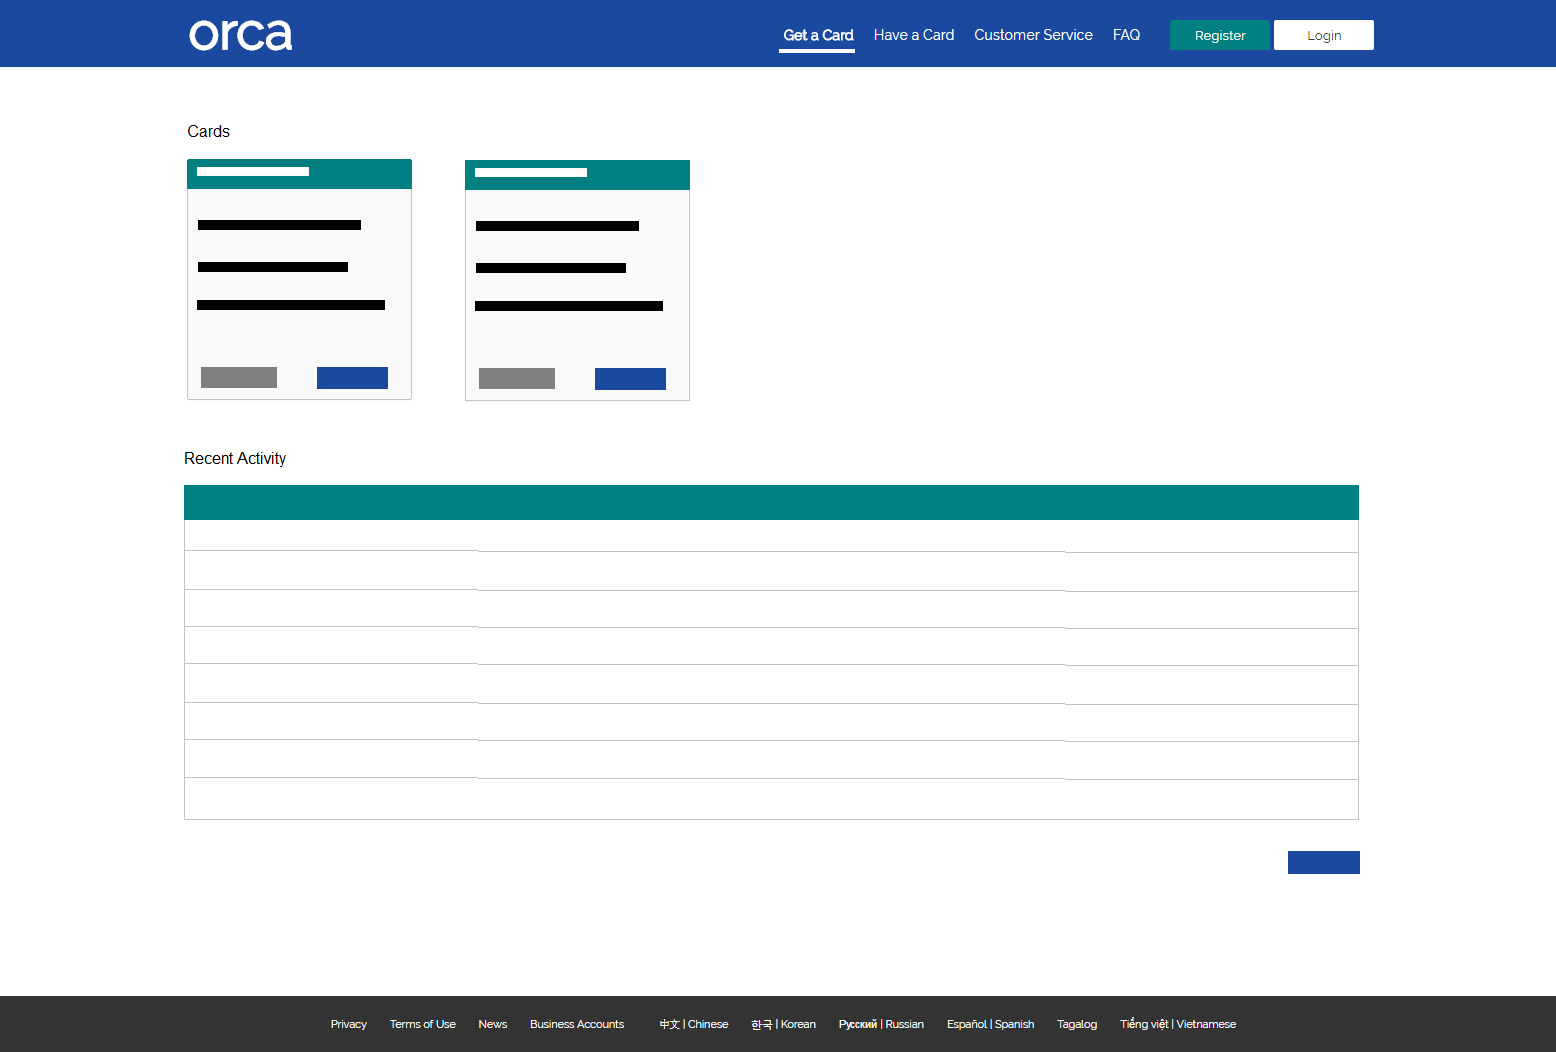 orca
Get a Card Have a Card Customer Service FAQ Register Login
Cards
Recent Activity
Privacy Terms of Use News Business Accounts 中文 | Chinese 한국 | Korean Русский | Russian Español | Spanish Tagalog Tiếng việt | Vietnamese